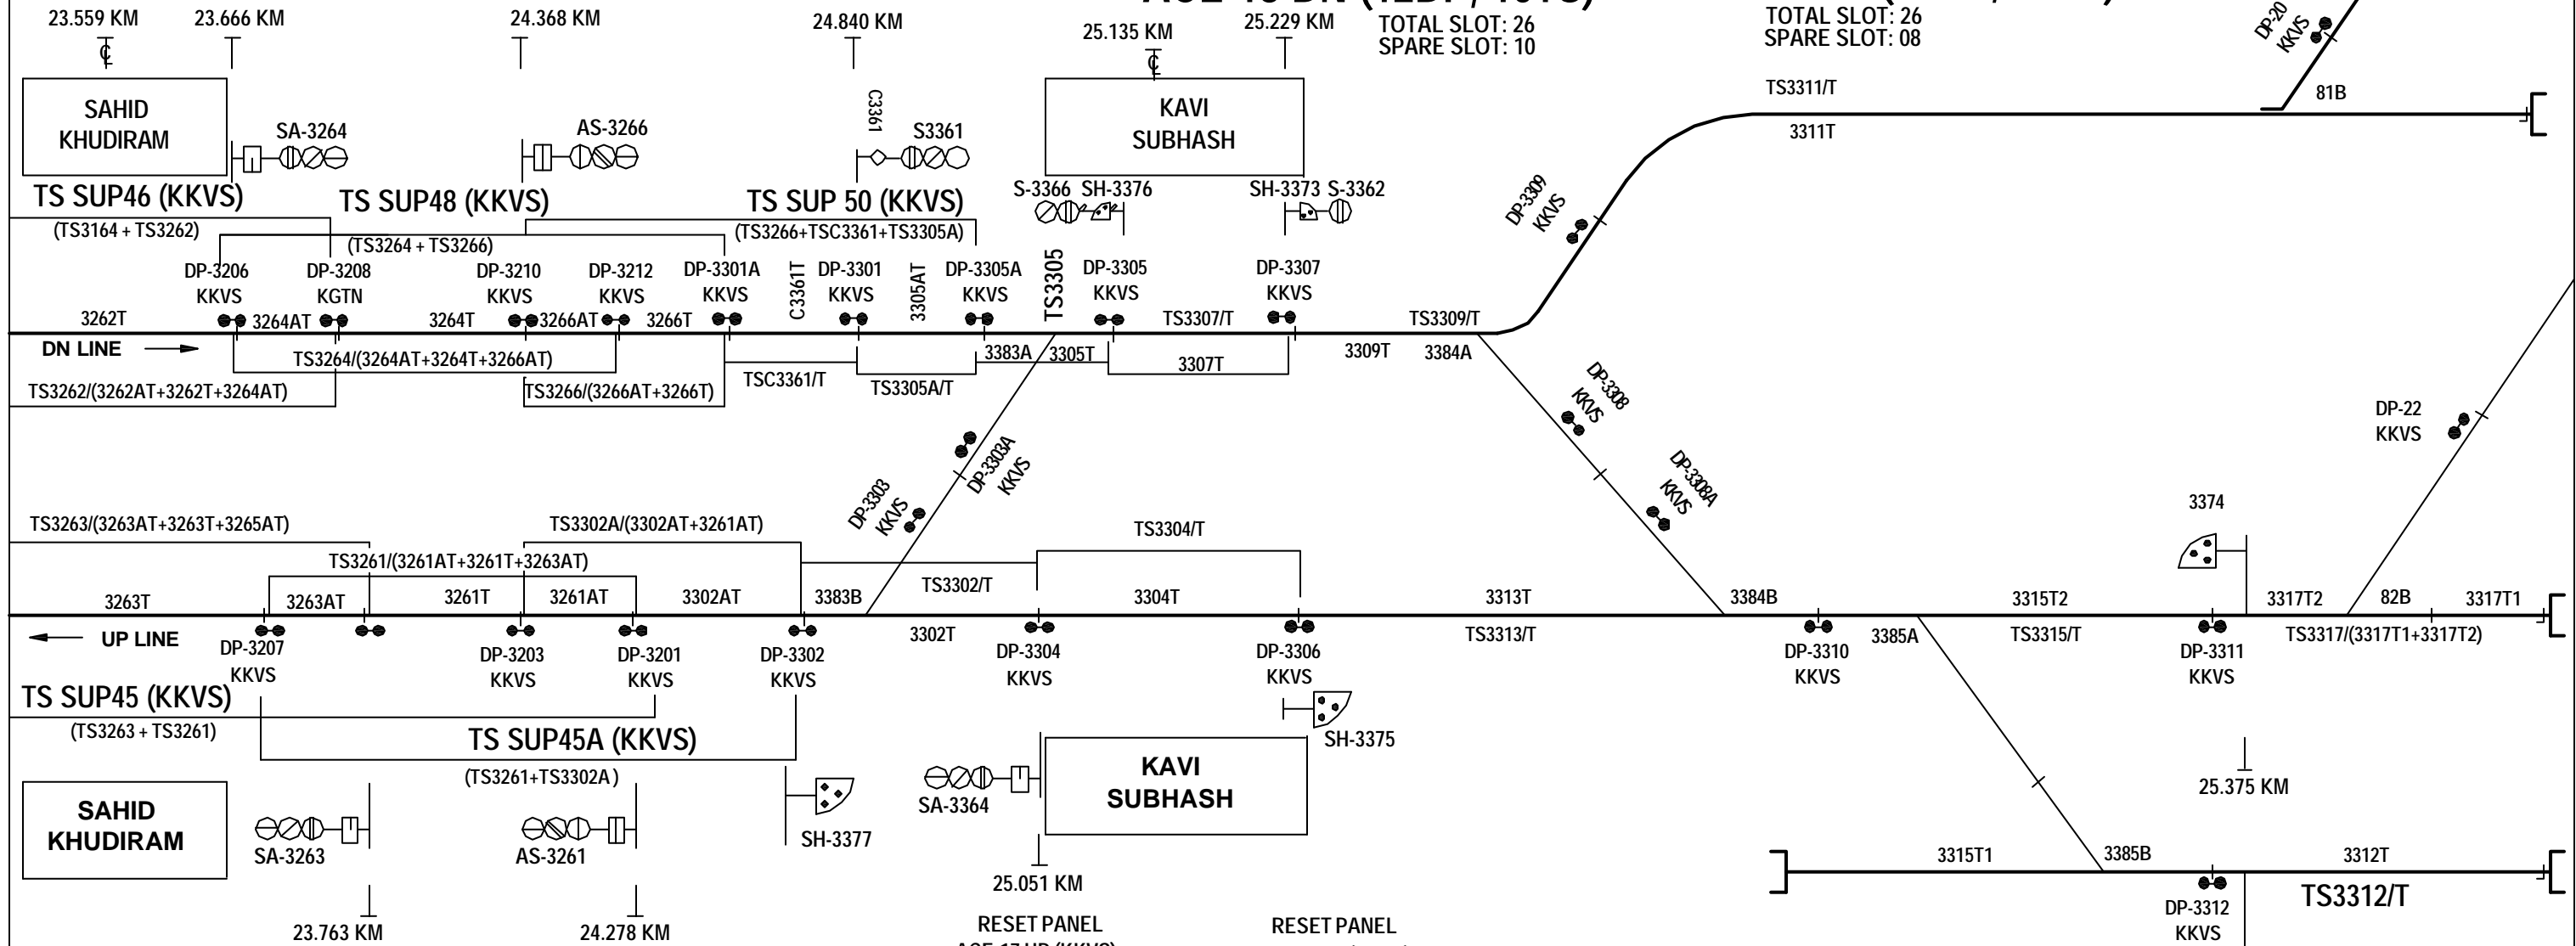 TOTAL SLOT: 26
SPARE SLOT: 10
TOTAL SLOT: 26
SPARE SLOT: 08
23.559 KM
23.666 KM
24.368 KM
24.840 KM
25.135 KM
25.229 KM
DP-20
KKVS
SAHID
KHUDIRAM
SA-3264
AS-3266
C3361
S3361
KAVI
SUBHASH
TS3311/T
81B
3311T
TS SUP46 (KKVS)
(TS3164 + TS3262)
TS SUP48 (KKVS)
(TS3264 + TS3266)
TS SUP 50 (KKVS)
(TS3266+TSC3361+TS3305A)
S-3366
SH-3376
SH-3373
S-3362
DP-3309
KKVS
DP-3206
KKVS
DP-3208
KGTN
DP-3210
KKVS
DP-3212
KKVS
DP-3301A
KKVS
C3361T
DP-3301
KKVS
3305AT
DP-3305A
KKVS
TS3305
DP-3305
KKVS
DP-3307
KKVS
3262T
3264AT
3264T
3266AT
3266T
TS3307/T
TS3309/T
DN LINE
TS3264/(3264AT+3264T+3266AT)
TSC3361/T
TS3305A/T
3383A
3305T
3307T
3309T
3384A
TS3262/(3262AT+3262T+3264AT)
TS3266/(3266AT+3266T)
DP-3308
KKVS
DP-22
KKVS
DP-3303A
KKVS
DP-3303
KKVS
DP-3308A
KKVS
TS3263/(3263AT+3263T+3265AT)
TS3302A/(3302AT+3261AT)
TS3304/T
3374
TS3261/(3261AT+3261T+3263AT)
TS3302/T
3263T
3263AT
3261T
3261AT
3302AT
3383B
3304T
3313T
3384B
3315T2
3317T2
82B
3317T1
UP LINE
3302T
TS3313/T
3385A
TS3315/T
TS3317/(3317T1+3317T2)
DP-3207
KKVS
DP-3203
KKVS
DP-3201
KKVS
DP-3302
KKVS
DP-3304
KKVS
DP-3306
KKVS
DP-3310
KKVS
DP-3311
KKVS
TS SUP45 (KKVS)
(TS3263 + TS3261)
TS SUP45A (KKVS)
(TS3261+TS3302A)
SH-3375
SAHID
KHUDIRAM
SA-3263
AS-3261
SH-3377
SA-3364
KAVI
SUBHASH
25.375 KM
3315T1
3385B
3312T
TS3312/T
DP-3312
KKVS
23.763 KM
24.278 KM
25.051 KM
RESET PANEL
RESET PANEL